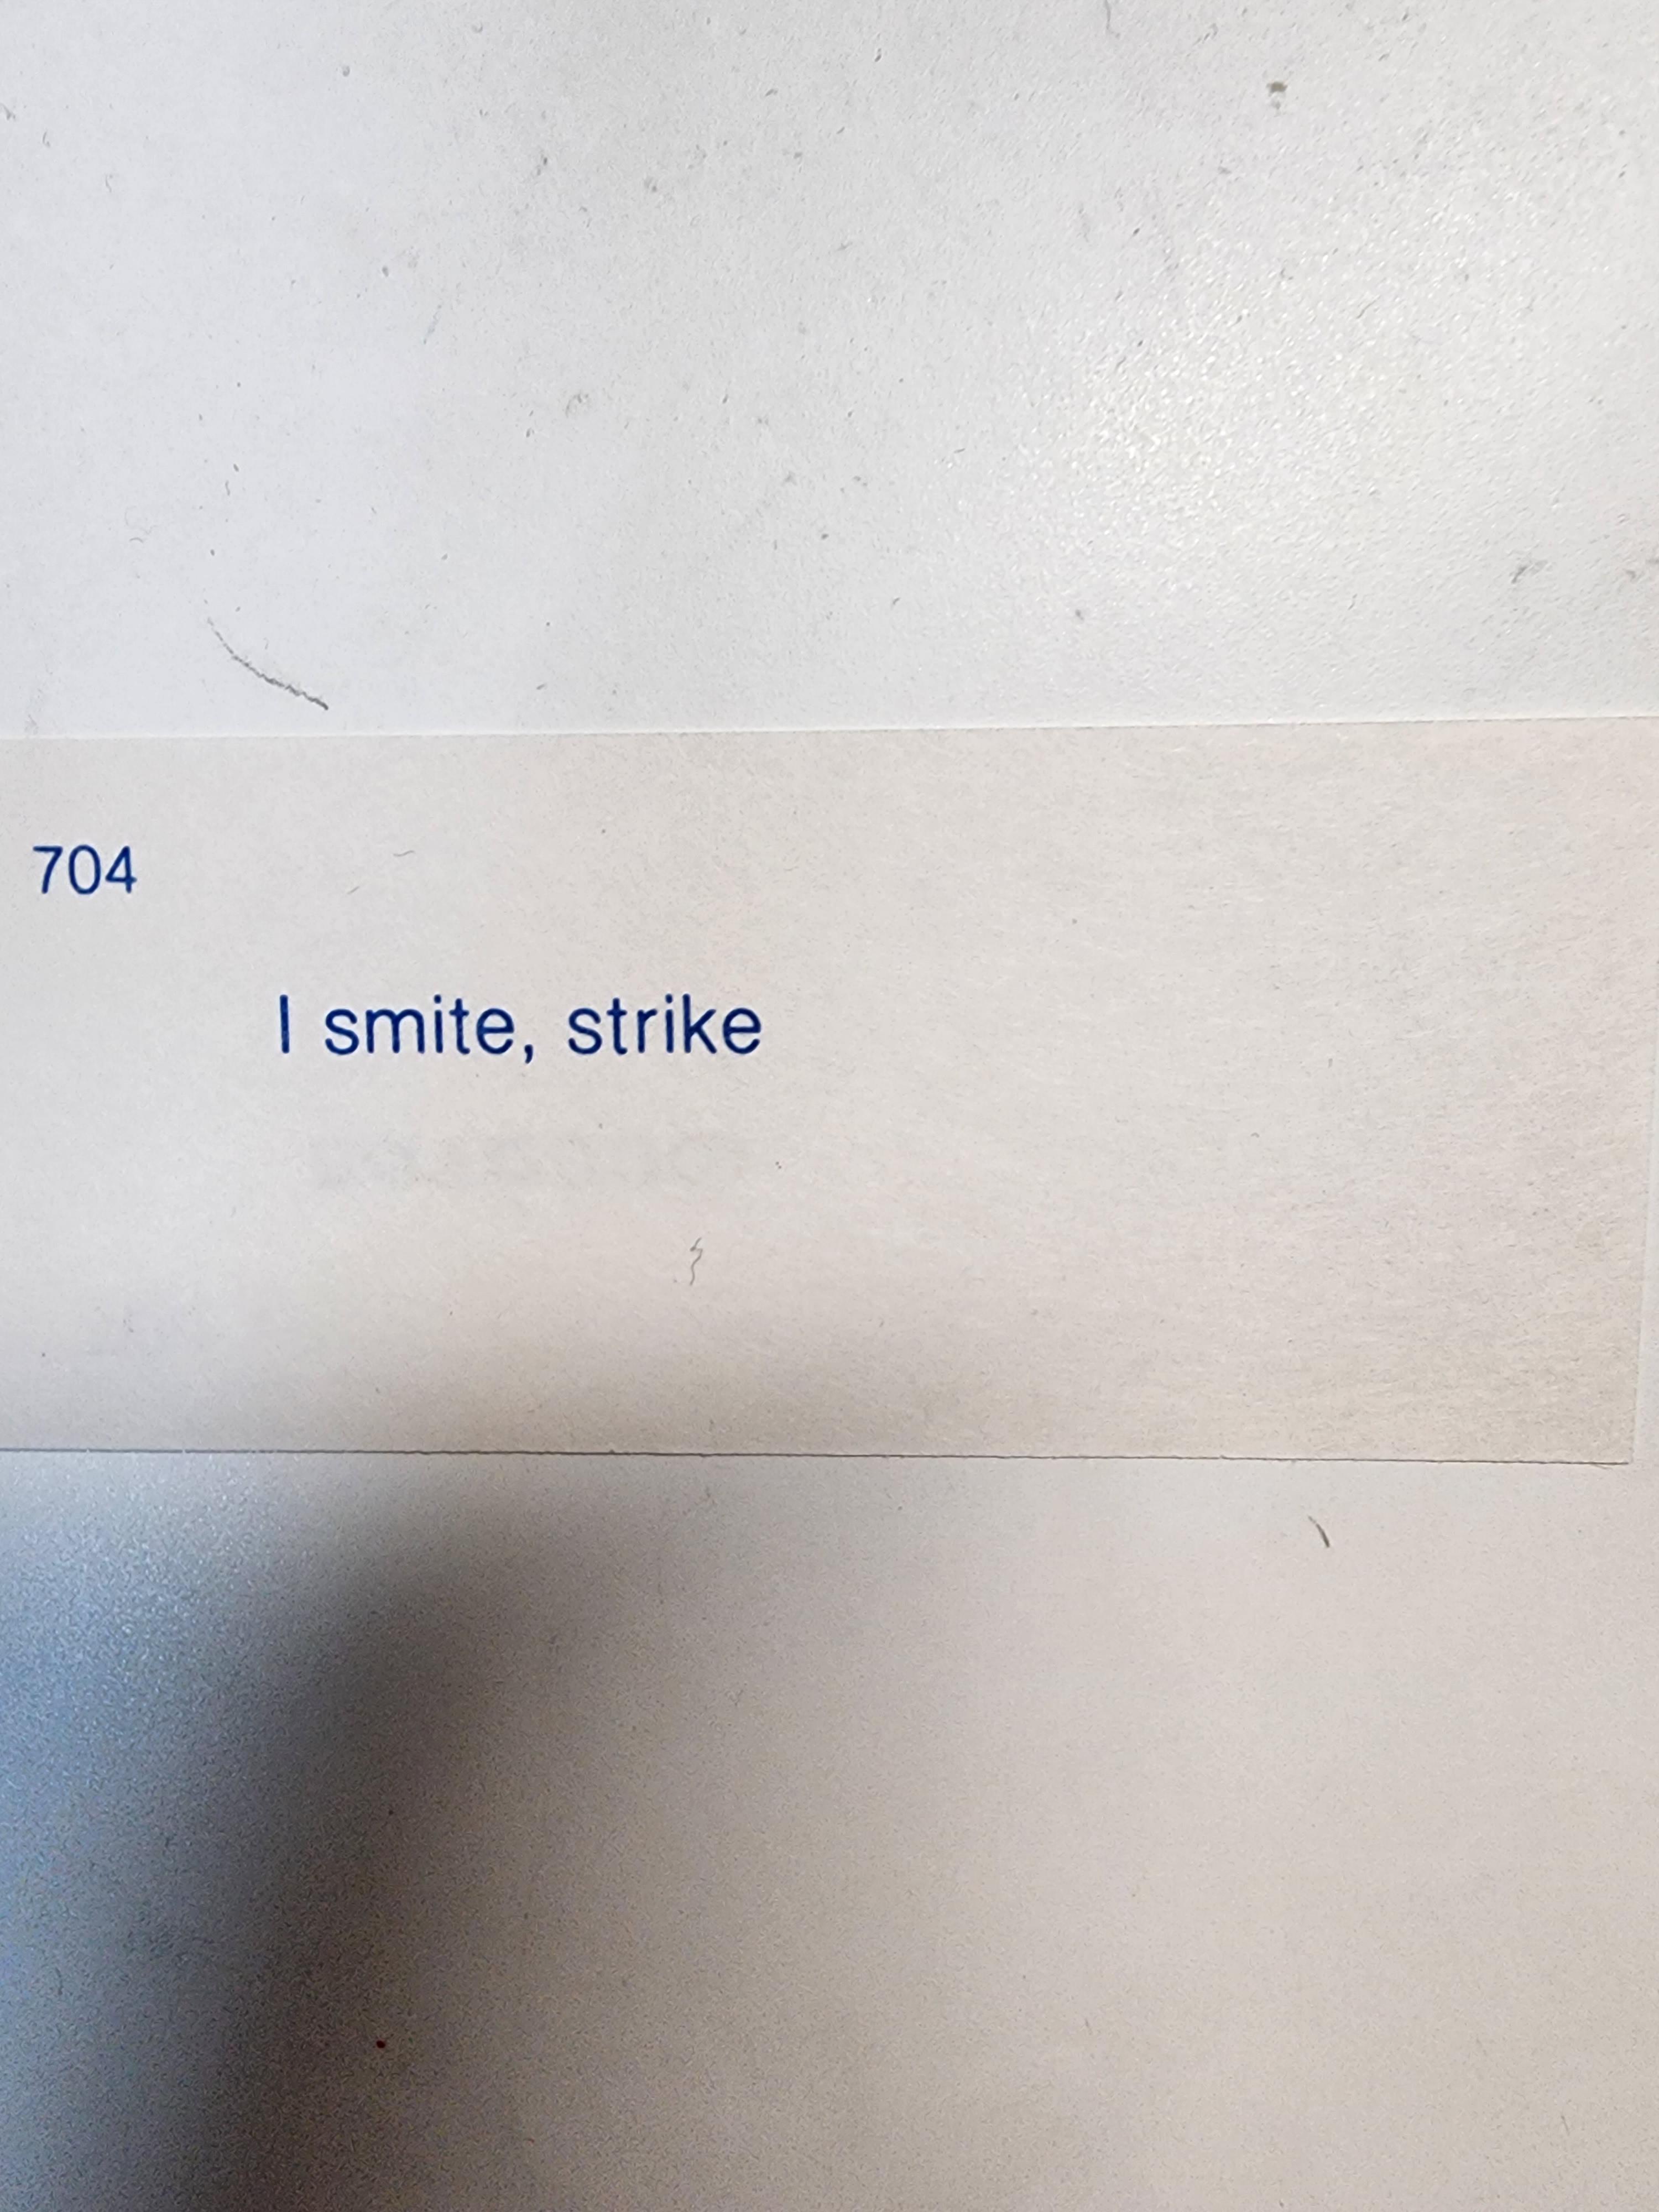 704
I smite, strike